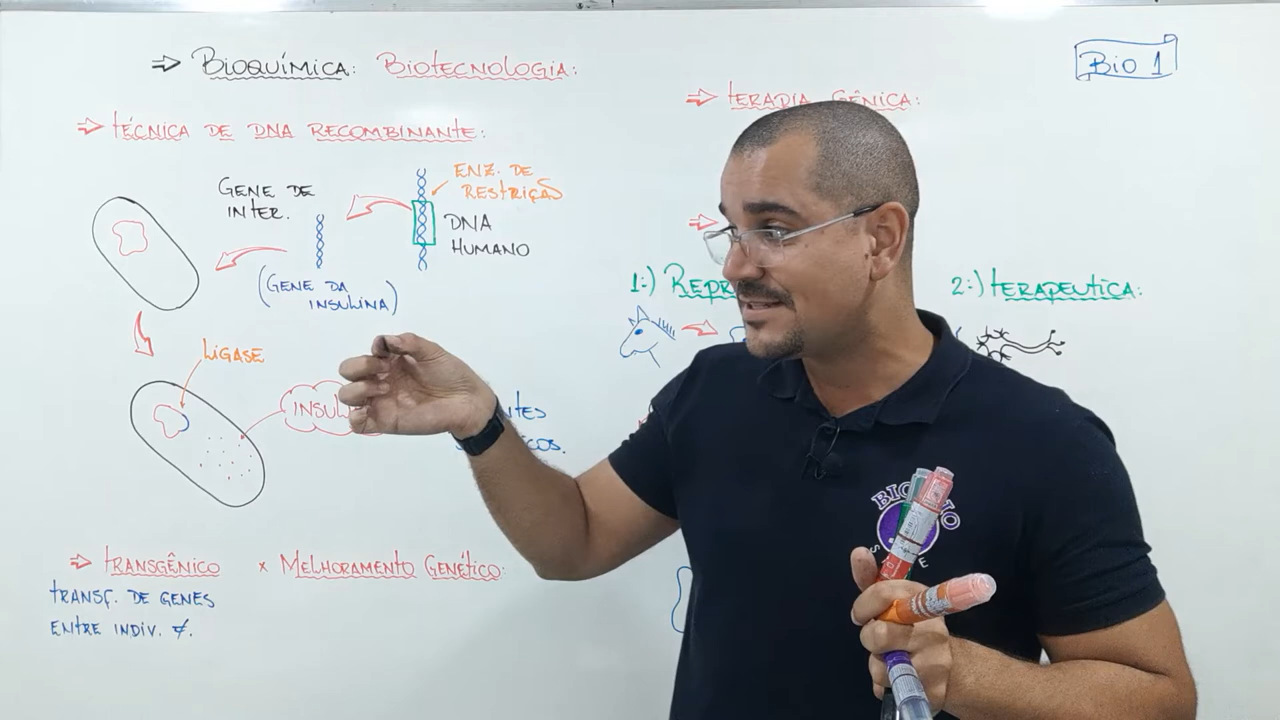 ⇒ BIOQUÍMICA: BIOTECNOLOGIA:
BIO 1
⇒ TÉCNICA DE DNA RECOMBINANTE:
⇒ TERAPIA GÊNICA:
GENE DE
INTER.
ENZ. DE
RESTRIÇÃO
DNA
HUMANO
(GENE DA
INSULINA)
1:) REPR
2:) TERAPEUTICA:
LIGASE
⇒ TRANSGÊNICO × MELHORAMENTO GENÉTICO:
TRANSF. DE GENES
ENTRE INDIV. ≠.